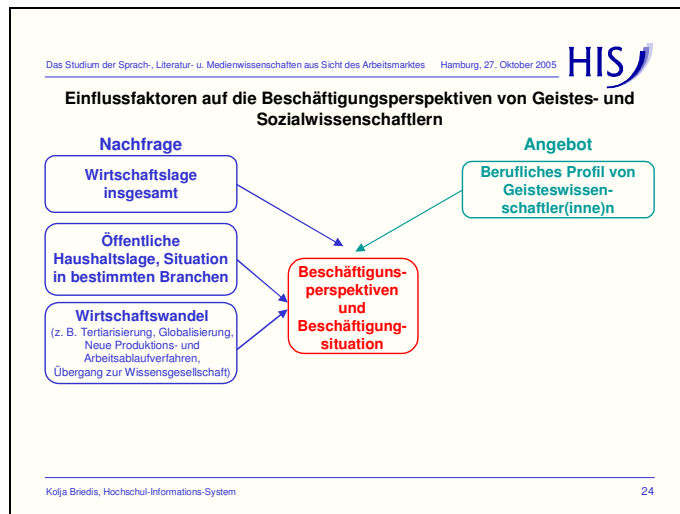 Das Studium der Sprach-, Literatur- u. Medienwissenschaften aus Sicht des Arbeitsmarktes Hamburg, 27. Oktober 2005
HIS
Einflussfaktoren auf die Beschäftigungsperspektiven von Geistes- und
Sozialwissenschaftlern
Nachfrage
Wirtschaftslage
insgesamt
Öffentliche
Haushaltslage, Situation
in bestimmten Branchen
Wirtschaftswandel
(z. B. Tertiarisierung, Globalisierung,
Neue Produktions- und
Arbeitsablaufverfahren,
Übergang zur Wissensgesellschaft)
Angebot
Berufliches Profil von
Geisteswissen-
schaftler(inne)n
Beschäftiguns-
perspektiven
und
Beschäftigung-
situation
Kolja Briedis, Hochschul-Informations-System
24